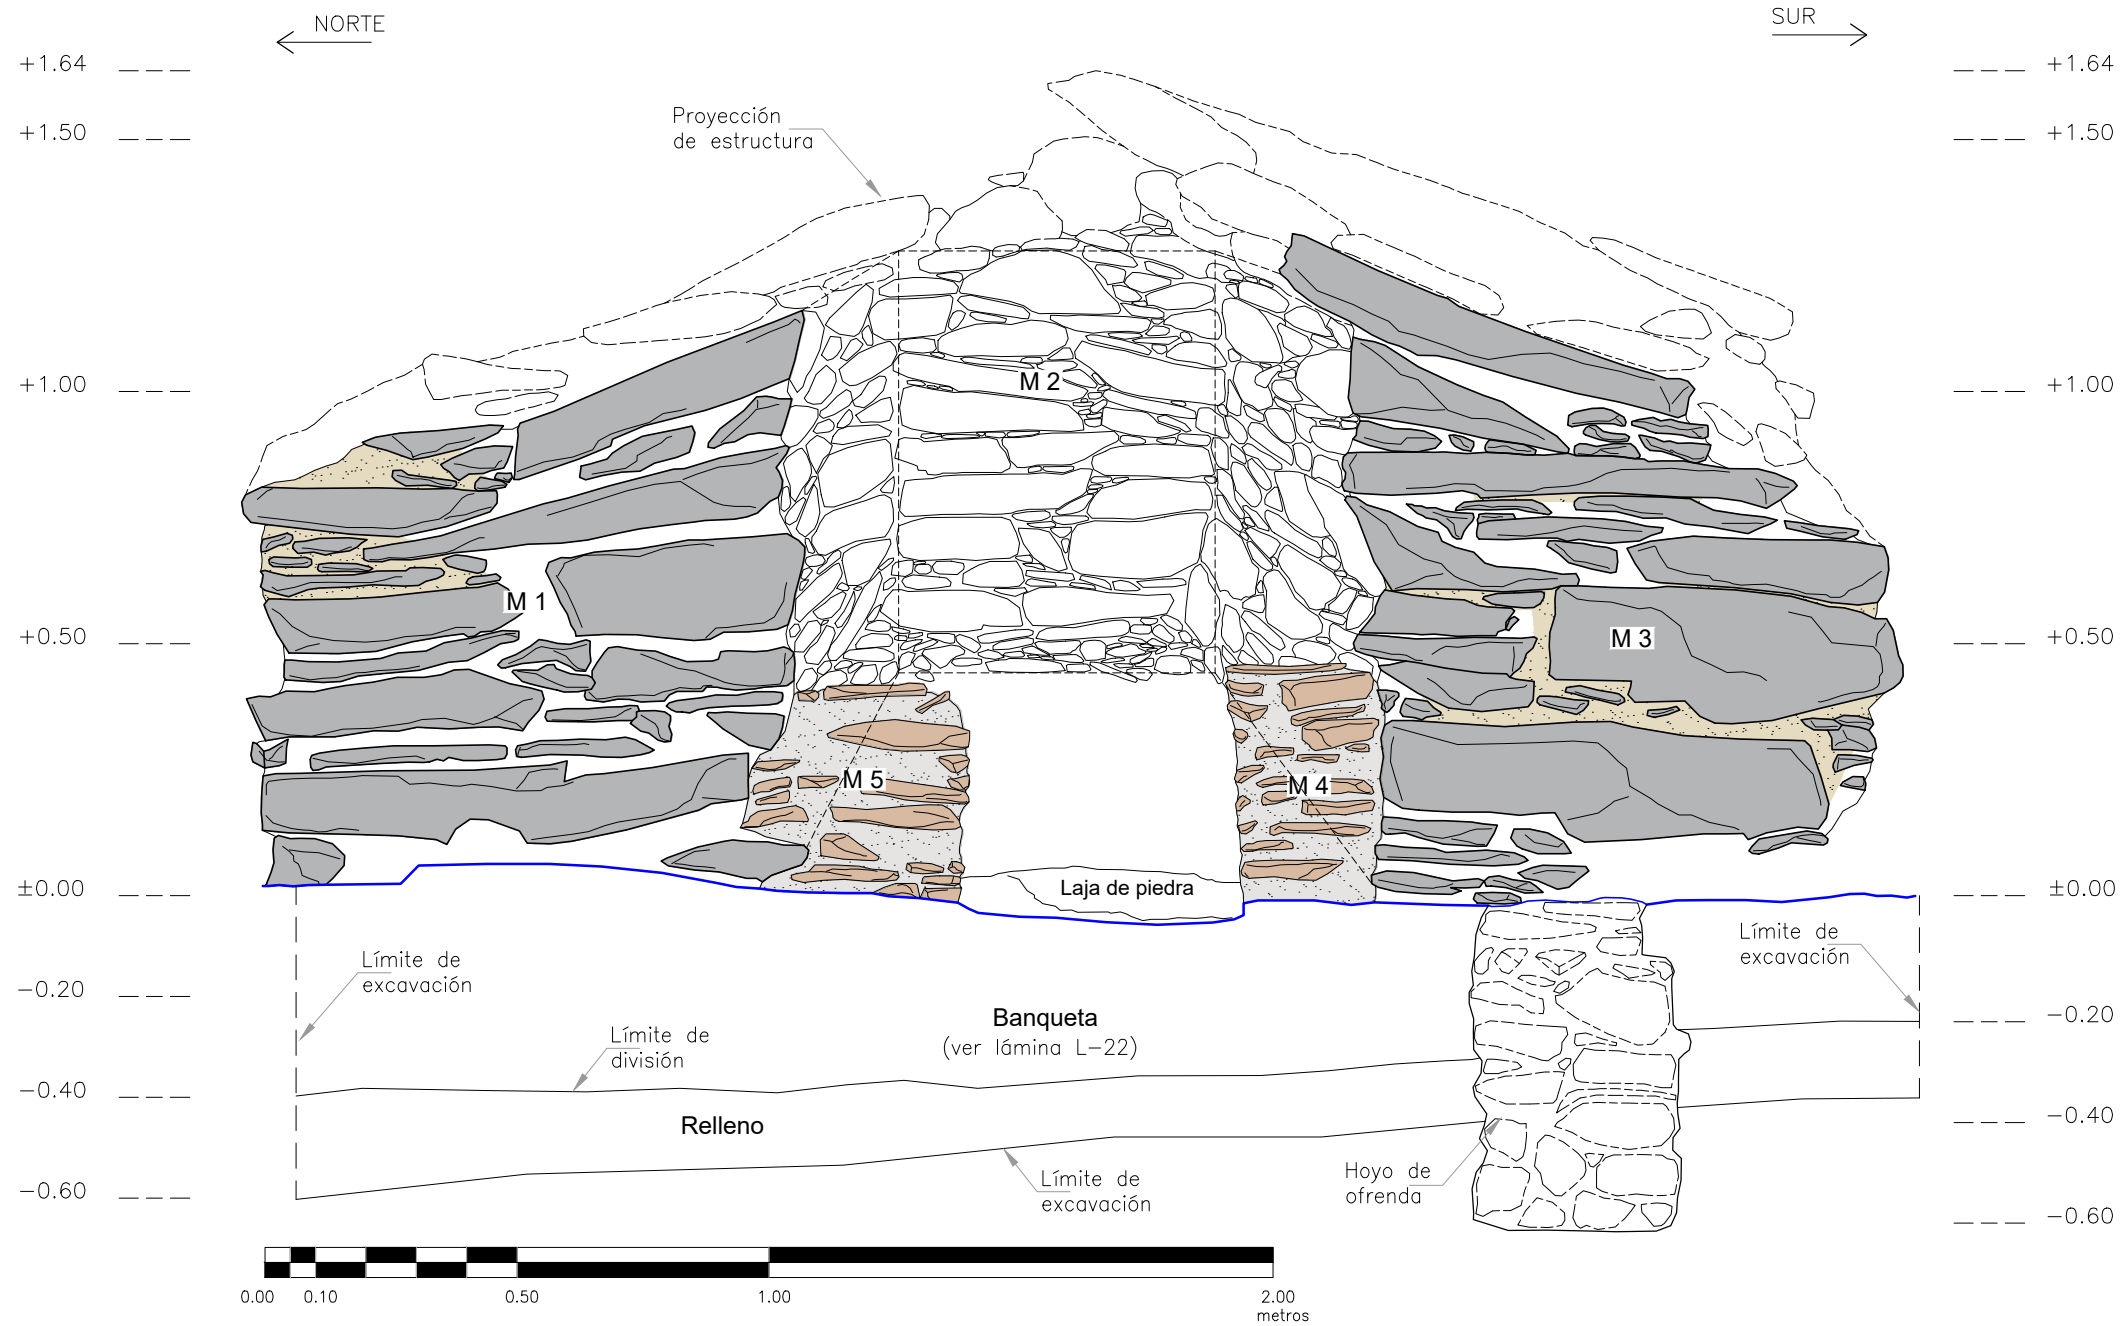 NORTE
SUR
+1.64
+1.64
+1.50
+1.50
Proyección
de estructura
+1.00
+1.00
M 2
M 1
+0.50
+0.50
M 3
M 5
M 4
±0.00
±0.00
Laja de piedra
Límite de
excavación
Límite de
excavación
-0.20
-0.20
Banqueta
(ver lámina L-22)
Límite de
división
-0.40
-0.40
Relleno
Hoyo de
ofrenda
Límite de
excavación
-0.60
-0.60
0.00 0.10 0.50 1.00 2.00
metros